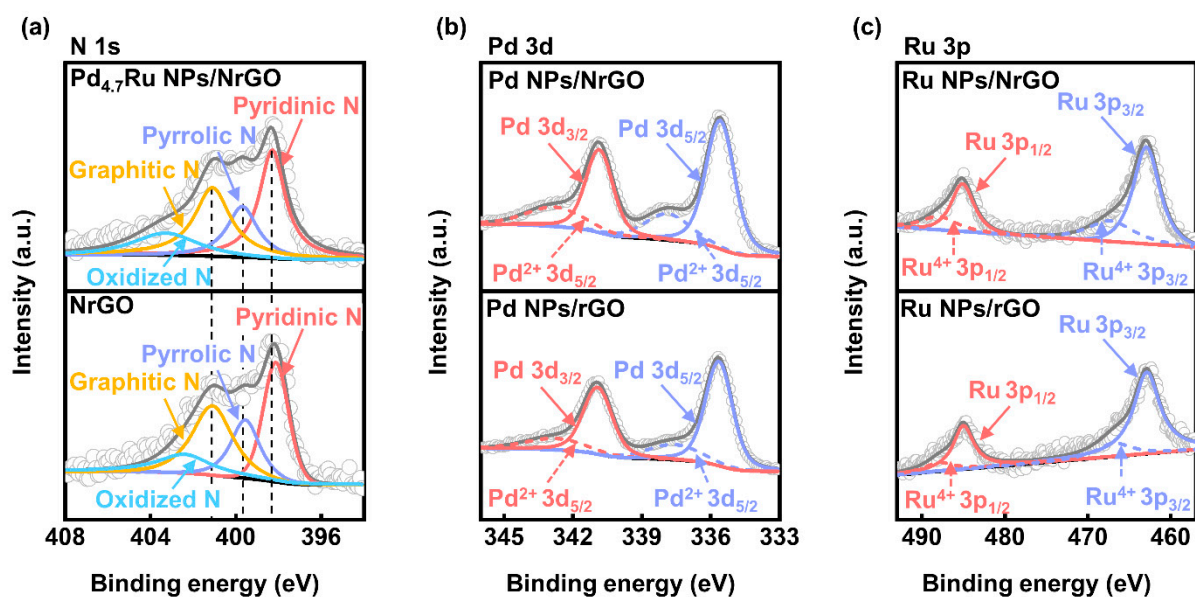 (a)
N 1s
Pd4.7Ru NPs/NrGO
Pyridinic N
Pyrrolic N
Graphitic N
Oxidized N
NrGO
Pyridinic N
Pyrrolic N
Graphitic N
Oxidized N
Intensity (a.u.)
408 404 400 396
Binding energy (eV)
(b)
Pd 3d
Pd NPs/NrGO
Pd 3d3/2
Pd 3d5/2
Pd2+ 3d5/2
Pd2+ 3d5/2
Pd NPs/rGO
Pd 3d3/2
Pd 3d5/2
Pd2+ 3d5/2
Pd2+ 3d5/2
Intensity (a.u.)
345 342 339 336 333
Binding energy (eV)
(c)
Ru 3p
Ru NPs/NrGO
Ru 3p3/2
Ru 3p1/2
Ru4+ 3p1/2
Ru4+ 3p3/2
Ru NPs/rGO
Ru 3p3/2
Ru 3p1/2
Ru4+ 3p1/2
Ru4+ 3p3/2
Intensity (a.u.)
490 480 470 460
Binding energy (eV)